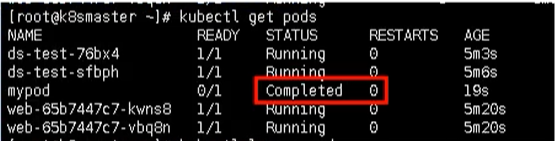 [root@k8smaster ~]# kubectl get pods
NAME READY STATUS RESTARTS AGE
ds-test-76bx4 1/1 Running 0 5m3s
ds-test-sfbph 1/1 Running 0 5m6s
mypod 0/1 Completed 0 19s
web-65b7447c7-kwns8 1/1 Running 0 5m20s
web-65b7447c7-vbq8n 1/1 Running 0 5m20s